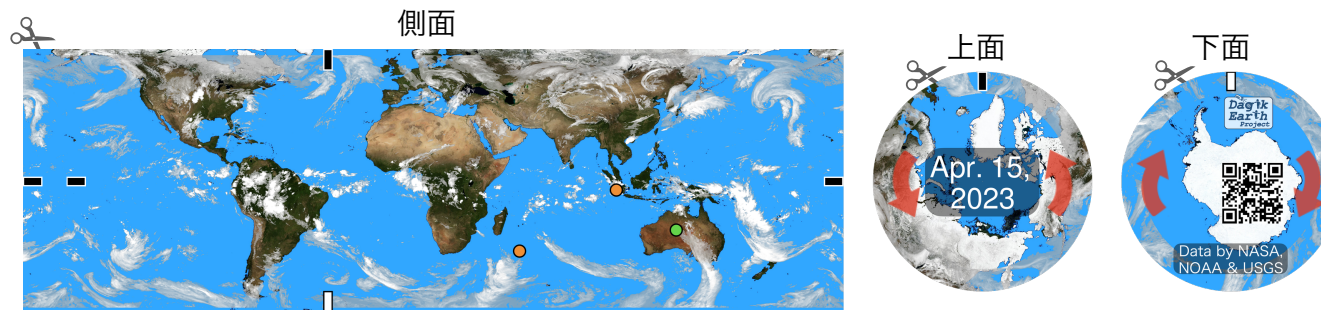 側面
上面
下面
Apr. 15,
2023
Dagik
Earth
Project
Data by NASA,
NOAA & USGS